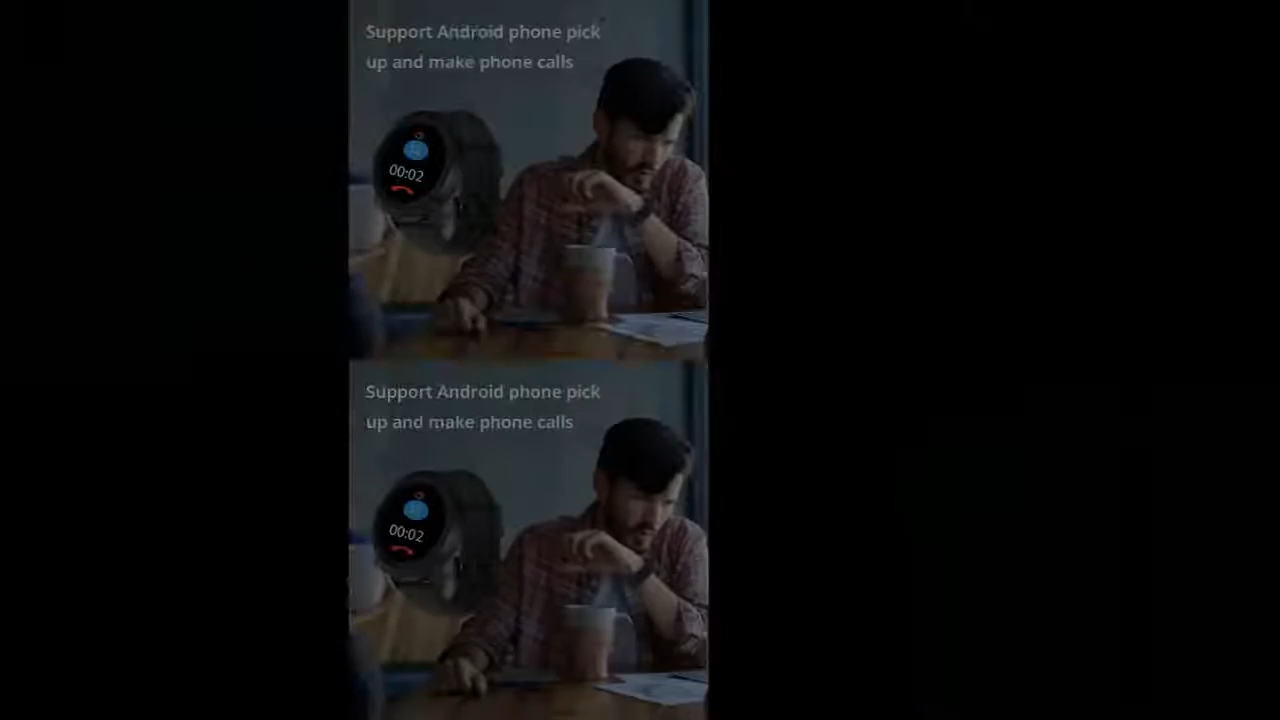 Support Android phone pick
up and make phone calls
00:02
Support Android phone pick
up and make phone calls
00:02